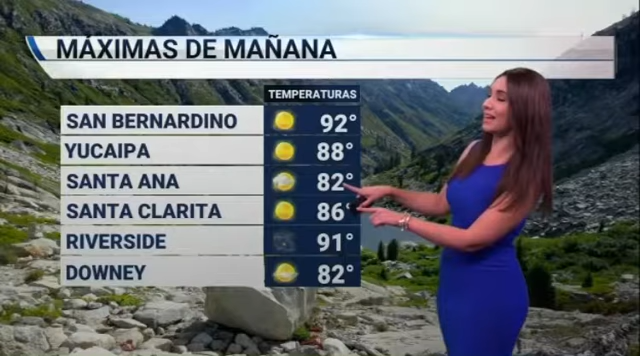 MÁXIMAS DE MAÑANA
TEMPERATURAS
SAN BERNARDINO 92°
YUCAIPA 88°
SANTA ANA 82°
SANTA CLARITA 86°
RIVERSIDE 91°
DOWNEY 82°